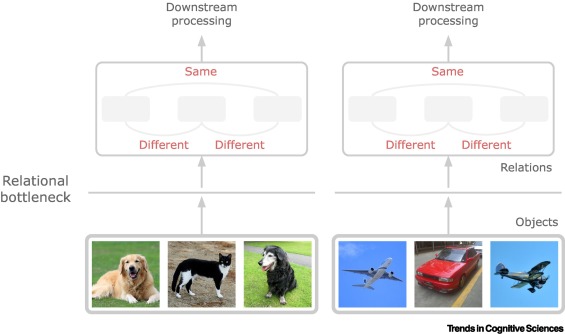 Downstream
processing
Downstream
processing
Same
Same
Different Different
Different Different
Relations
Relational
bottleneck
Objects
Trends in Cognitive Sciences